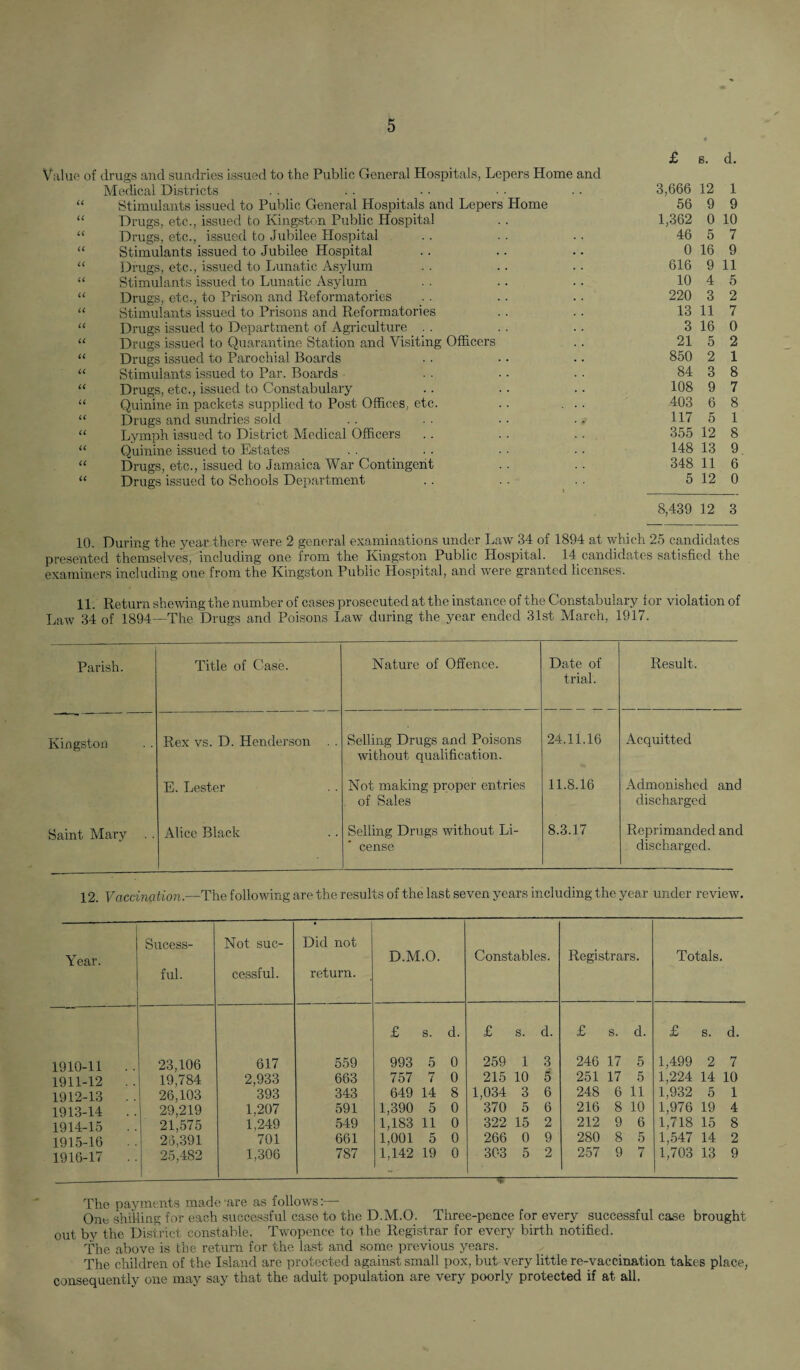 5
£ s. d.
Value of drugs and sundries issued to the Public General Hospitals, Lepers Home and
Medical Districts .. .. .. .. .. 3,666 12 1
“ Stimulants issued to Public General Hospitals and Lepers Home 56 9 9
“ Drugs, etc., issued to Kingston Public Hospital .. 1,362 0 10
“ Drugs, etc., issued to Jubilee Hospital .. .. .. 46 5 7
“ Stimulants issued to Jubilee Hospital .. .. .. 0 16 9
“ Drugs, etc., issued to Lunatic Asylum .. .. .. 616 9 11
“ Stimulants issued to Lunatic Asylum .. .. .. 10 4 5
“ Drugs, etc., to Prison and Reformatories .. .. .. 220 3 2
“ Stimulants issued to Prisons and Reformatories .. .. 13 11 7
“ Drugs issued to Department of Agriculture .. .. .. 3 16 0
“ Drugs issued to Quarantine Station and Visiting Officers .. 21 5 2
“ Drugs issued to Parochial Boards .. .. .. 850 2 1
“ Stimulants issued to Par. Boards .. .. .. 84 3 8
“ Drugs, etc., issued to Constabulary .. .. .. 108 9 7
“ Quinine in packets supplied to Post Offices, etc. .. ... 403 6 8
“ Drugs and sundries sold .. .. .. .. 117 5 1
“ Lymph issued to District Medical Officers .. .. .. 355 12 8
“ Quinine issued to Estates .. .. .. .. 148 13 9
“ Drugs, etc., issued to Jamaica War Contingent .. .. 348 11 6
“ Drugs issued to Schools Department .. .. .. 5 12 0
8,439 12 3
10. During the year there were 2 general examinations under Law 34 of 1894 at which 25 candidates
presented themselves, including one from the Kingston Public Hospital. 14 candidates satisfied the
examiners including one from the Kingston Public Hospital, and were granted licenses.
11. Return shewing the number of cases prosecuted at the instance of the Constabulary for violation of
Law 34 of 1894—The Drugs and Poisons Law during the year ended 31st March, 1917.
Parish. Title of Case. Nature of Offence. Date of Result.
trial.
Kingston .. Rex vs. D. Henderson .. Selling Drugs and Poisons 24.11.16 Acquitted
without qualification.
E. Lester .. Not making proper entries 11.8.16 Admonished and
of Sales discharged
Saint Mary .. Alice Black .. Selling Drugs without Li- 8.3.17 Reprimanded and
cense discharged.
12. Vaccination.—The following are the results of the last seven years including the year under review.
Year. Sucess- Not suc- Did not D.M.O. Constables. Registrars. Totals.
ful. cessful. return.
£ s. d. £ s. d. £ s. d. £ s. d.
1910-11 .. 23,106 617 559 993 5 0 259 1 3 246 17 5 1,499 2 7
1911-12 .. 19,784 2,933 663 757 7 0 215 10 5 251 17 5 1,224 14 10
1912-13 .. 26,103 393 343 649 14 8 1,034 3 6 248 6 11 1,932 5 1
1913-14 .. 29,219 1,207 591 1,390 5 0 370 5 6 216 8 10 1,976 19 4
1914-15 .. 21,575 1,249 549 1,183 11 0 322 15 2 212 9 6 1,718 15 8
1915-16 .. 23,391 701 661 1,001 5 0 266 0 9 280 8 5 1,547 14 2
1916-17 .. 25,482 1,306 787 1,142 19 0 303 5 2 257 9 7 1,703 13 9
The payments made are as follows:—
One shilling for each successful case to the D.M.O. Three-pence for every successful case brought
out by the District constable. Twopence to the Registrar for every birth notified.
The above is the return for the last and some previous years.
The children of the Island are protected against small pox, but very little re-vaccination takes place,
consequently one may say that the adult population are very poorly protected if at all.